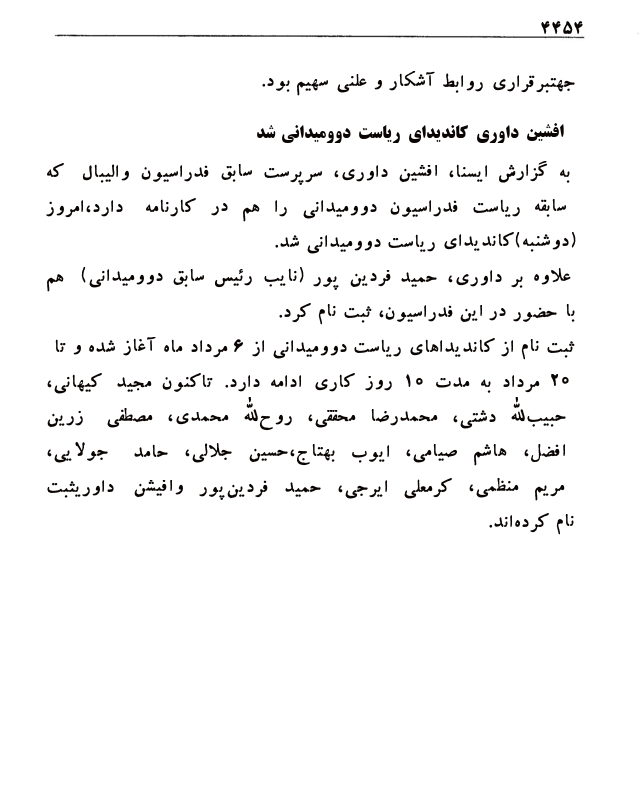 ۴۴۵۴
جهتبرقراری روابط آشکار و علنی سهیم بود.
افشین داوری کاندیدای ریاست دوومیدانی شد
به گزارش ایسنا، افشین داوری، سرپرست سابق فدراسیون والیبال که
سابقه ریاست فدراسیون دوومیدانی را هم در کارنامه دارد،امروز
(دوشنبه)کاندیدای ریاست دوومیدانی شد.
علاوه بر داوری، حمید فردین پور (نایب رئیس سابق دوومیدانی) هم
با حضور در این فدراسیون، ثبت نام کرد.
ثبت نام از کاندیداهای ریاست دوومیدانی از ۶ مرداد ماه آغاز شده و تا
۲۰ مرداد به مدت ۱۰ روز کاری ادامه دارد. تاکنون مجید کیهانی،
حبیب‌الله دشتی، محمدرضا محققی، روح‌الله محمدی، مصطفی زرین
افضل، هاشم صیامی، ایوب بهتاج،حسین جلالی، حامد جولایی،
مریم منظمی، کرمعلی ایرجی، حمید فردین‌پور وافیشن داوریثبت
نام کرده‌اند.